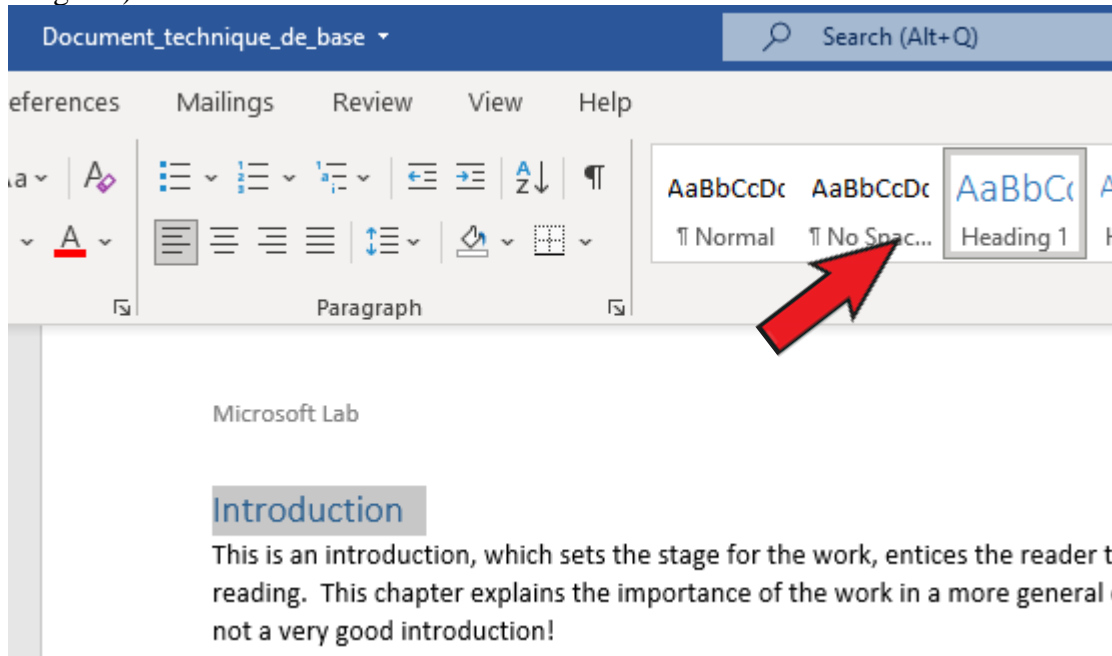 Document_technique_de_base
Search (Alt+Q)
eferences Mailings Review View Help
AaBbCcDc AaBbCcDc AaBbCc
¶ Normal ¶ No Spac... Heading 1
Paragraph
Microsoft Lab
Introduction
This is an introduction, which sets the stage for the work, entices the reader t
reading. This chapter explains the importance of the work in a more general
not a very good introduction!